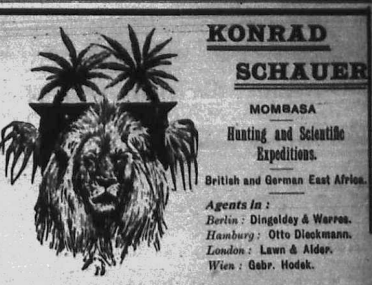 KONRAD
SCHAUER
MOMBASA
Hunting and Scientific
Expeditions.
British and German East Africa.
Agents in :
Berlin : Dingeldey & Werres.
Hamburg : Otto Dieckmann.
London : Lawn & Alder.
Wien : Gebr. Hodek.